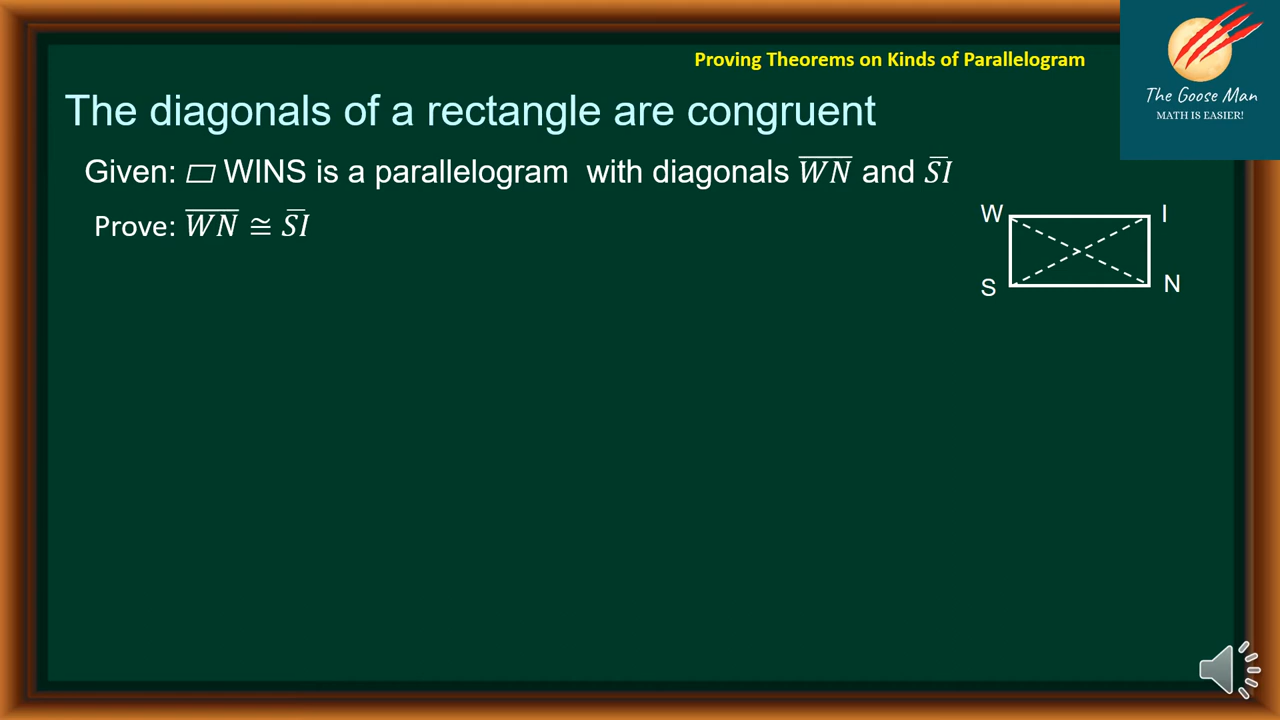 Proving Theorems on Kinds of Parallelogram
The Goose Man
MATH IS EASIER!
The diagonals of a rectangle are congruent
Given: ▱ WINS is a parallelogram with diagonals W̅N̅ and S̅I
Prove: W̅N̅ ≅ S̅I
W I
S N